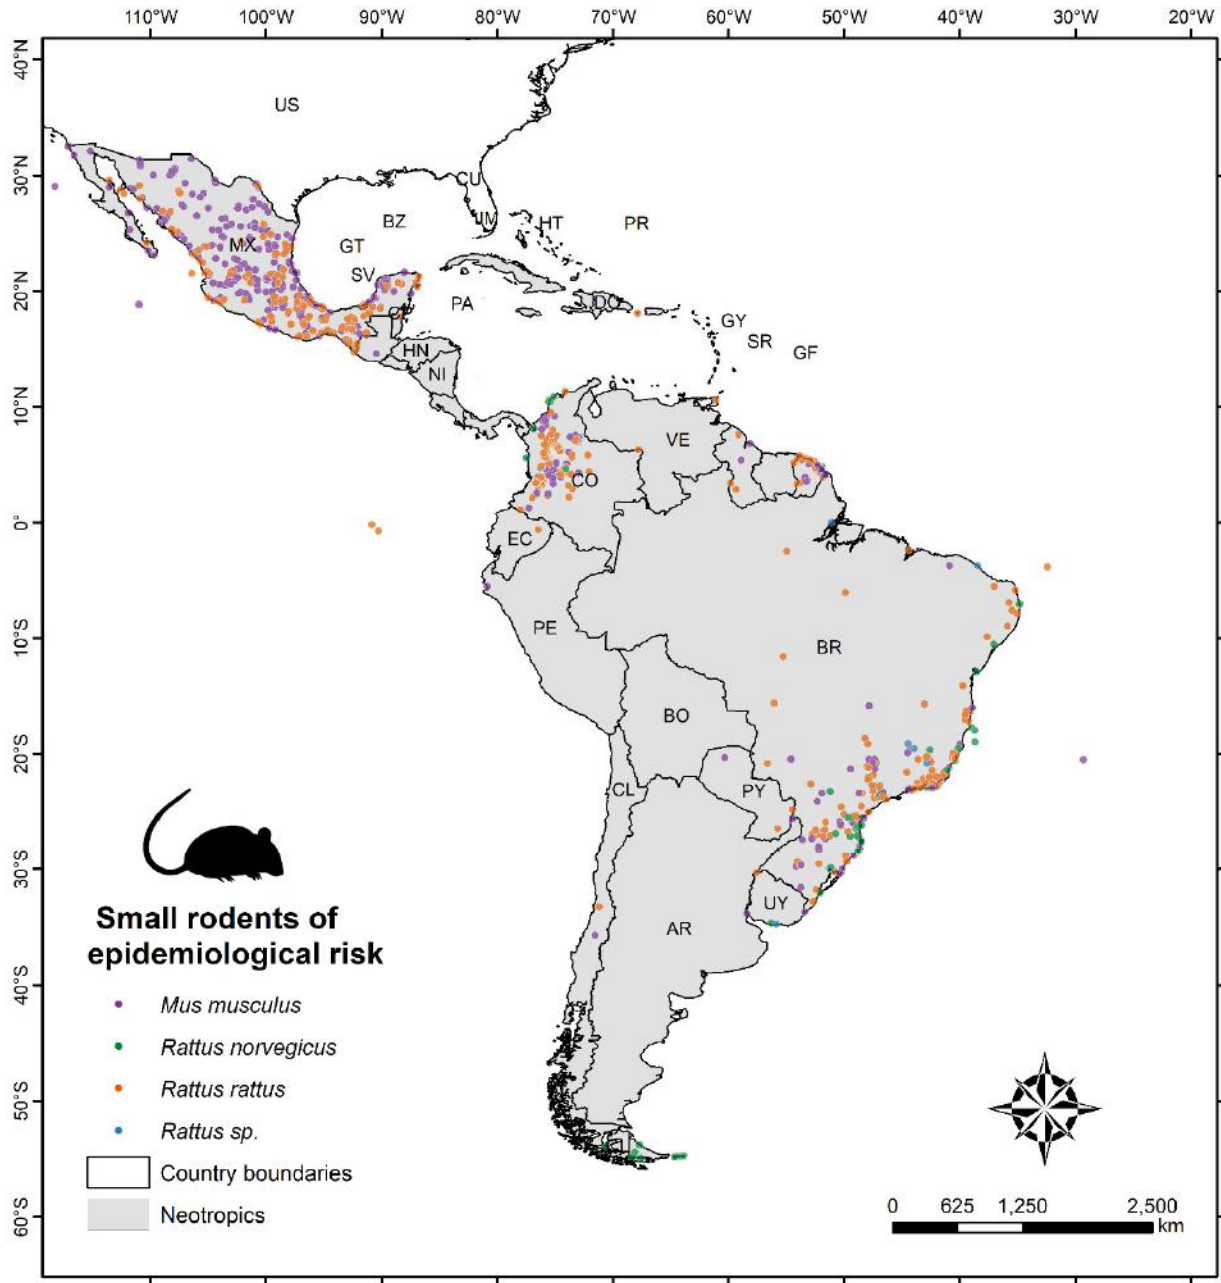 110°W 100°W 90°W 80°W 70°W 60°W 50°W 40°W 30°W 20°W
40°N
30°N
20°N
10°N
0°
10°S
20°S
30°S
40°S
50°S
60°S
US
CU
BZ
JM
HT
PR
MX
GT
SV
PA
DO
GY
SR
GF
HN
NI
VE
CO
EC
PE
BR
BO
PY
CL
UY
AR
Small rodents of
epidemiological risk
Mus musculus
Rattus norvegicus
Rattus rattus
Rattus sp.
Country boundaries
Neotropics
0 625 1,250 2,500
km